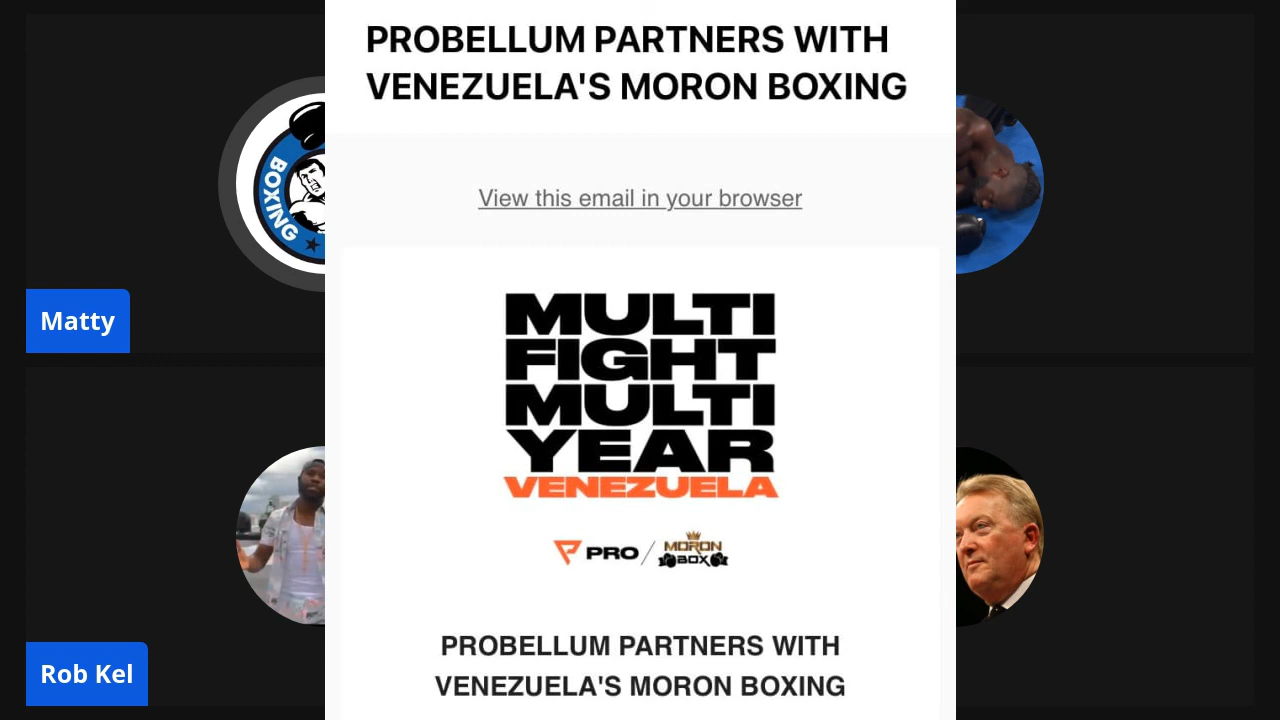 PROBELLUM PARTNERS WITH
VENEZUELA'S MORON BOXING
View this email in your browser
BOXING
Matty
MULTI
FIGHT
MULTI
YEAR
VENEZUELA
PRO
MORON
BOX
PROBELLUM PARTNERS WITH
VENEZUELA'S MORON BOXING
Rob Kel